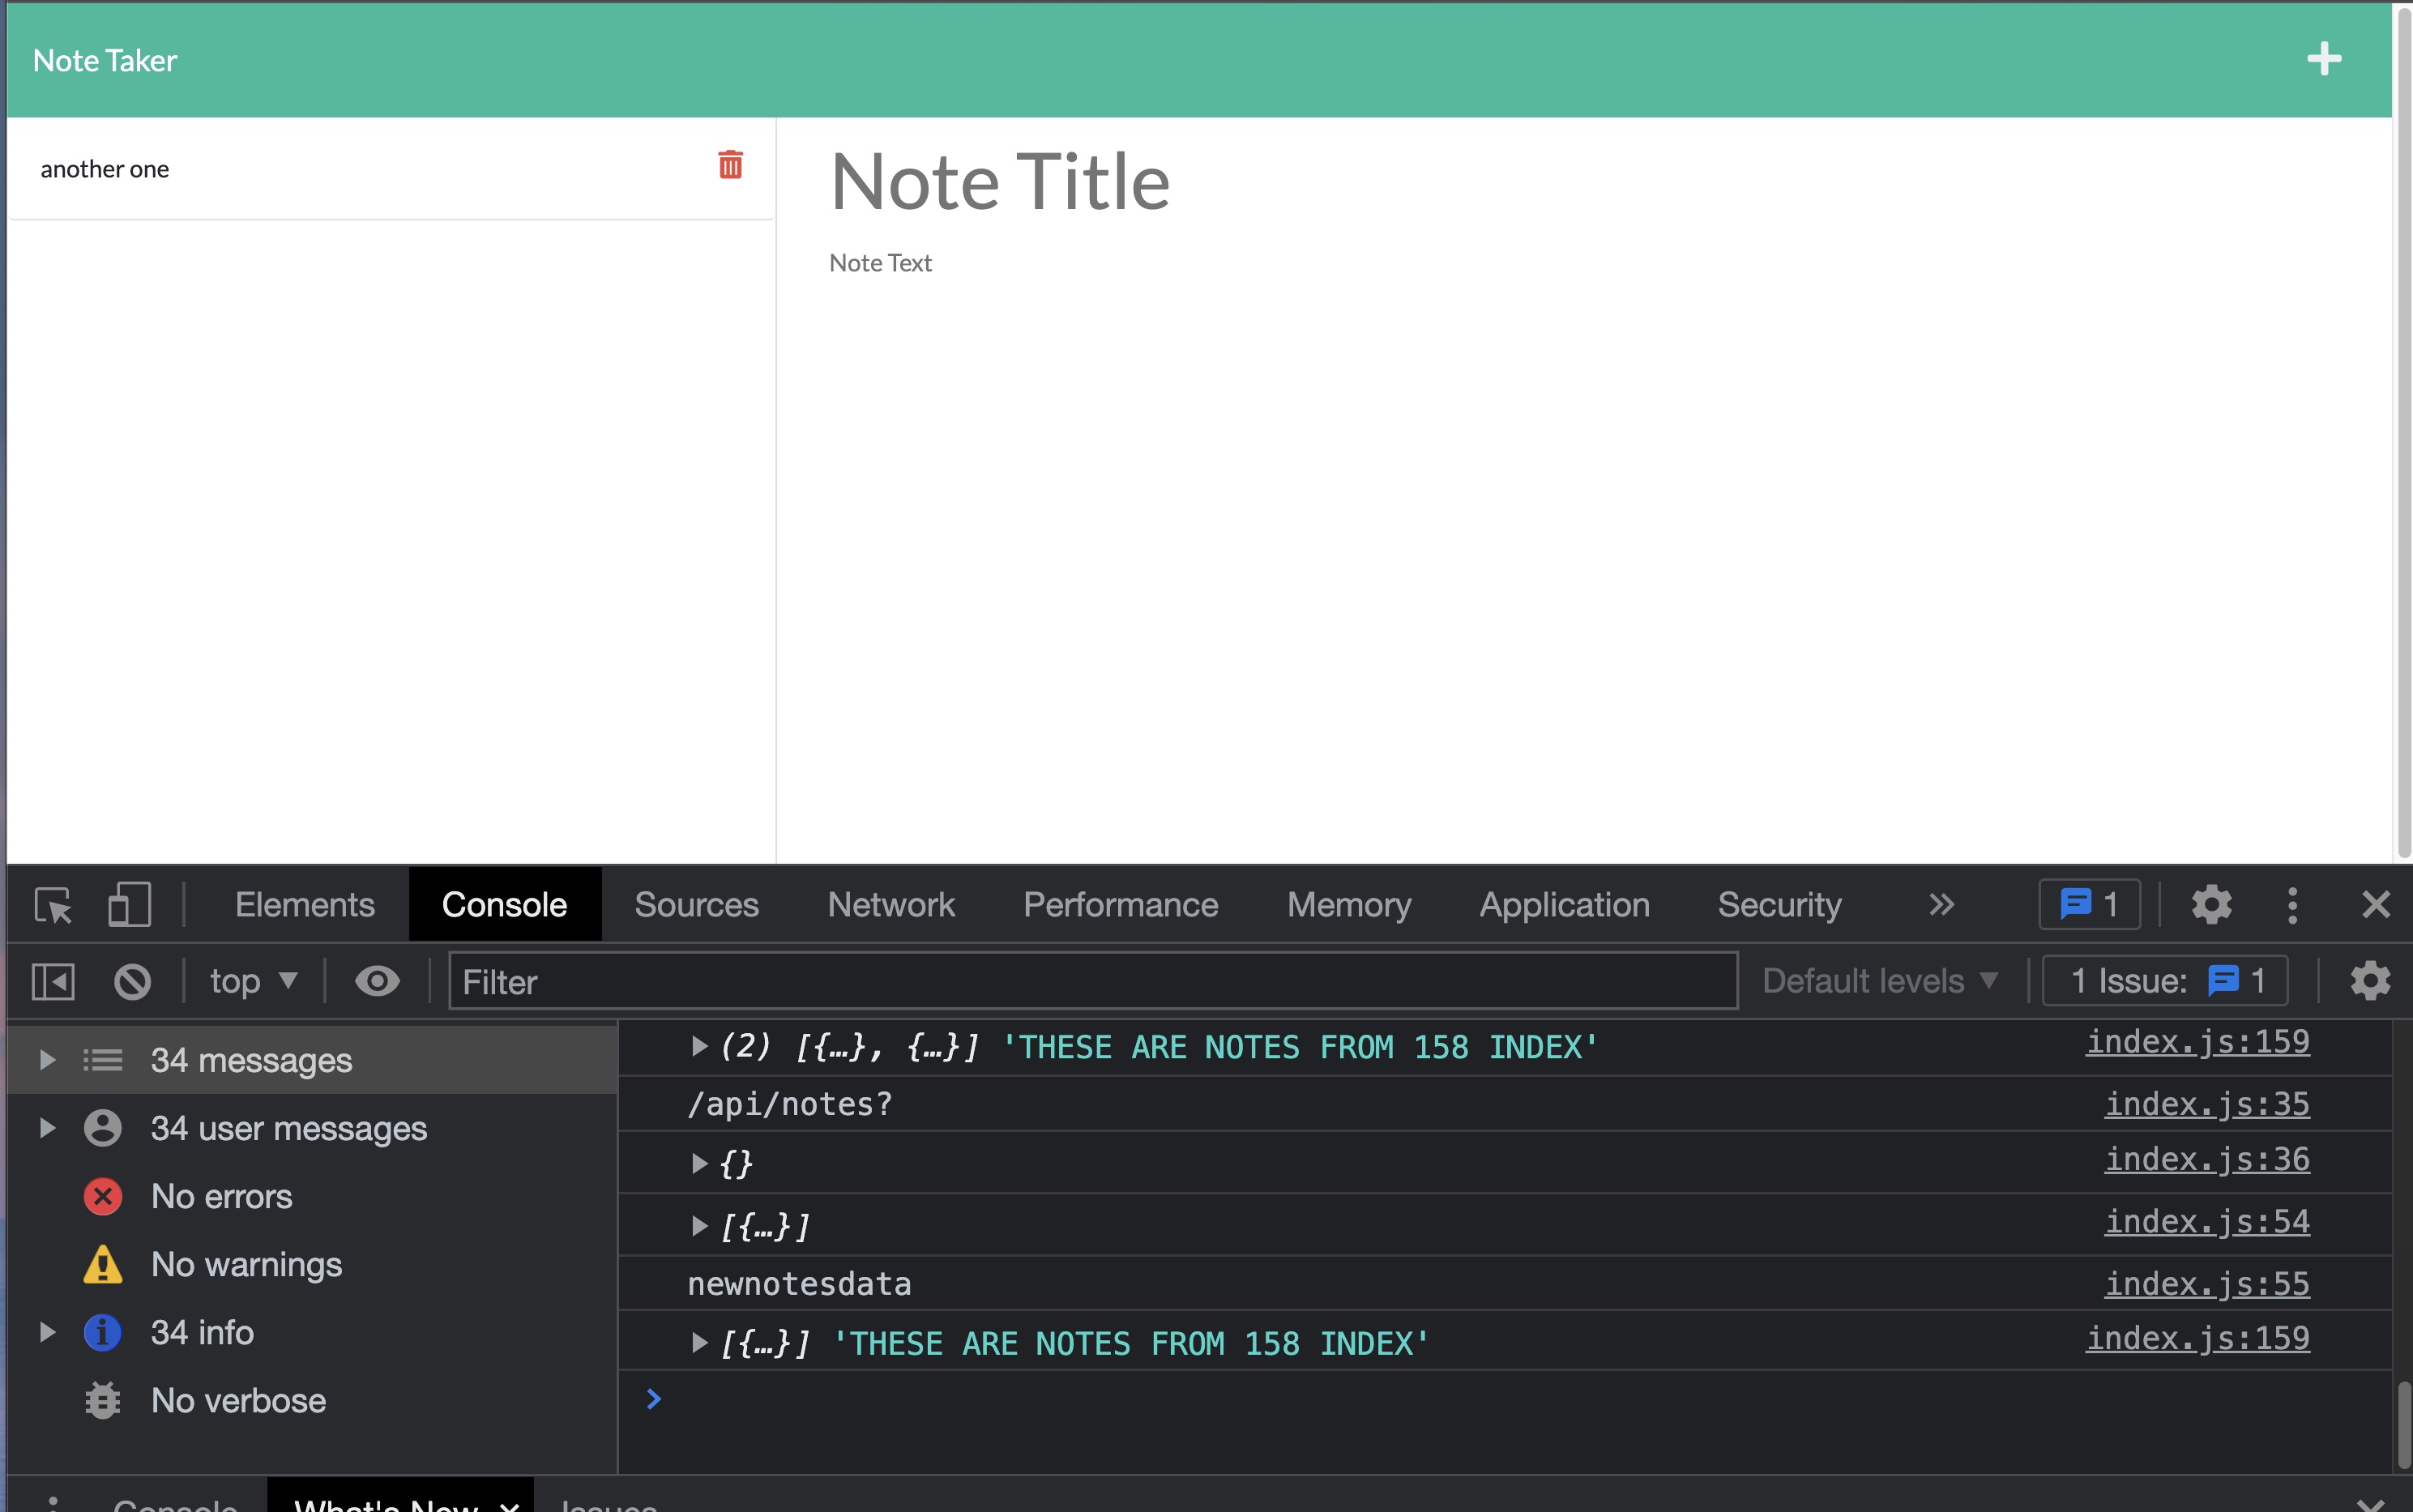 Note Taker
another one
Note Title
Note Text
Elements Console Sources Network Performance Memory Application Security » 1
top ▼ Filter Default levels ▼ 1 Issue: 1
34 messages
34 user messages
No errors
No warnings
34 info
No verbose
(2) [{…}, {…}] 'THESE ARE NOTES FROM 158 INDEX' index.js:159
/api/notes? index.js:35
{} index.js:36
[{…}] index.js:54
newnotesdata index.js:55
[{…}] 'THESE ARE NOTES FROM 158 INDEX' index.js:159
Console What's New Issues